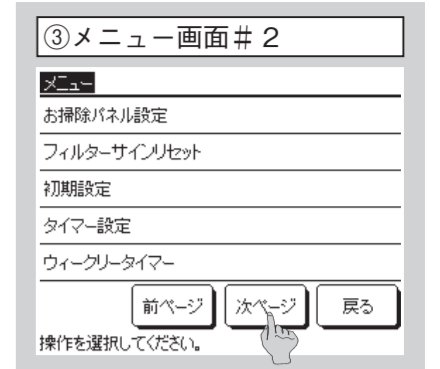 ③メニュー画面＃２
メニュー
お掃除パネル設定
フィルターサインリセット
初期設定
タイマー設定
ウィークリータイマー
前ページ 次ページ 戻る
操作を選択してください。